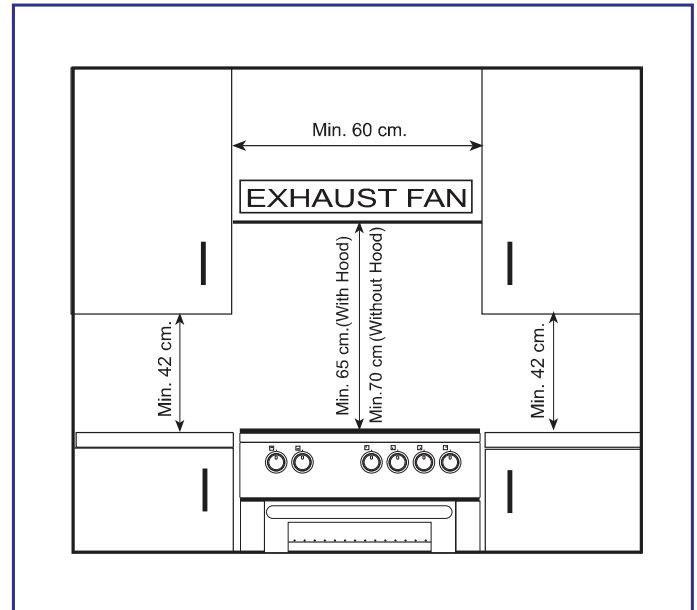 Min. 60 cm.
EXHAUST FAN
Min. 42 cm.
Min. 65 cm.(With Hood)
Min.70 cm (Without Hood)
Min. 42 cm.